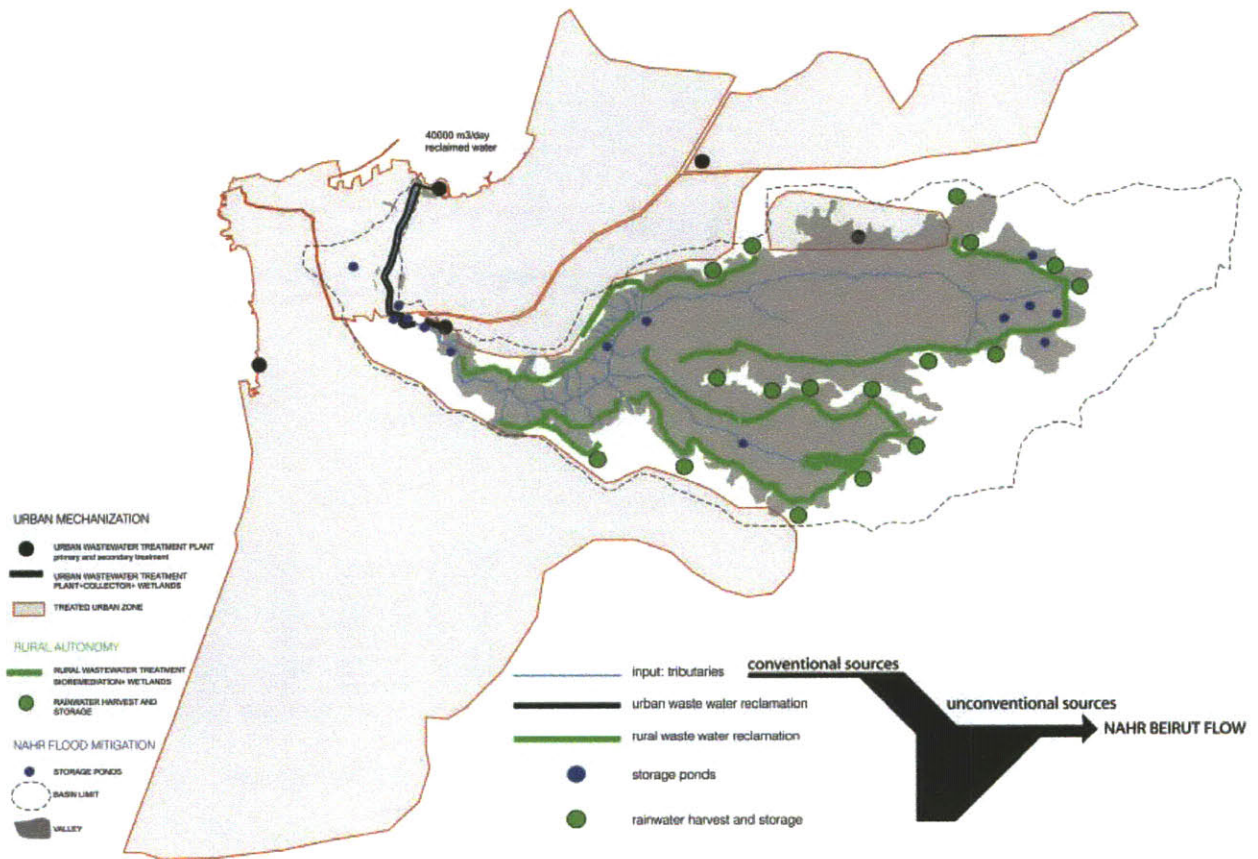 40000 m3/day
reclaimed water
URBAN MECHANIZATION
URBAN WASTEWATER TREATMENT PLANT
primary and secondary treatment
URBAN WASTEWATER TREATMENT
PLANT+COLLECTOR+ WETLANDS
TREATED URBAN ZONE
RURAL AUTONOMY
RURAL WASTEWATER TREATMENT
BIOREMEDIATION+ WETLANDS
RAINWATER HARVEST AND
STORAGE
NAHR FLOOD MITIGATION
STORAGE PONDS
BASIN LIMIT
VALLEY
input: tributaries
urban waste water reclamation
rural waste water reclamation
storage ponds
rainwater harvest and storage
conventional sources
unconventional sources
NAHR BEIRUT FLOW